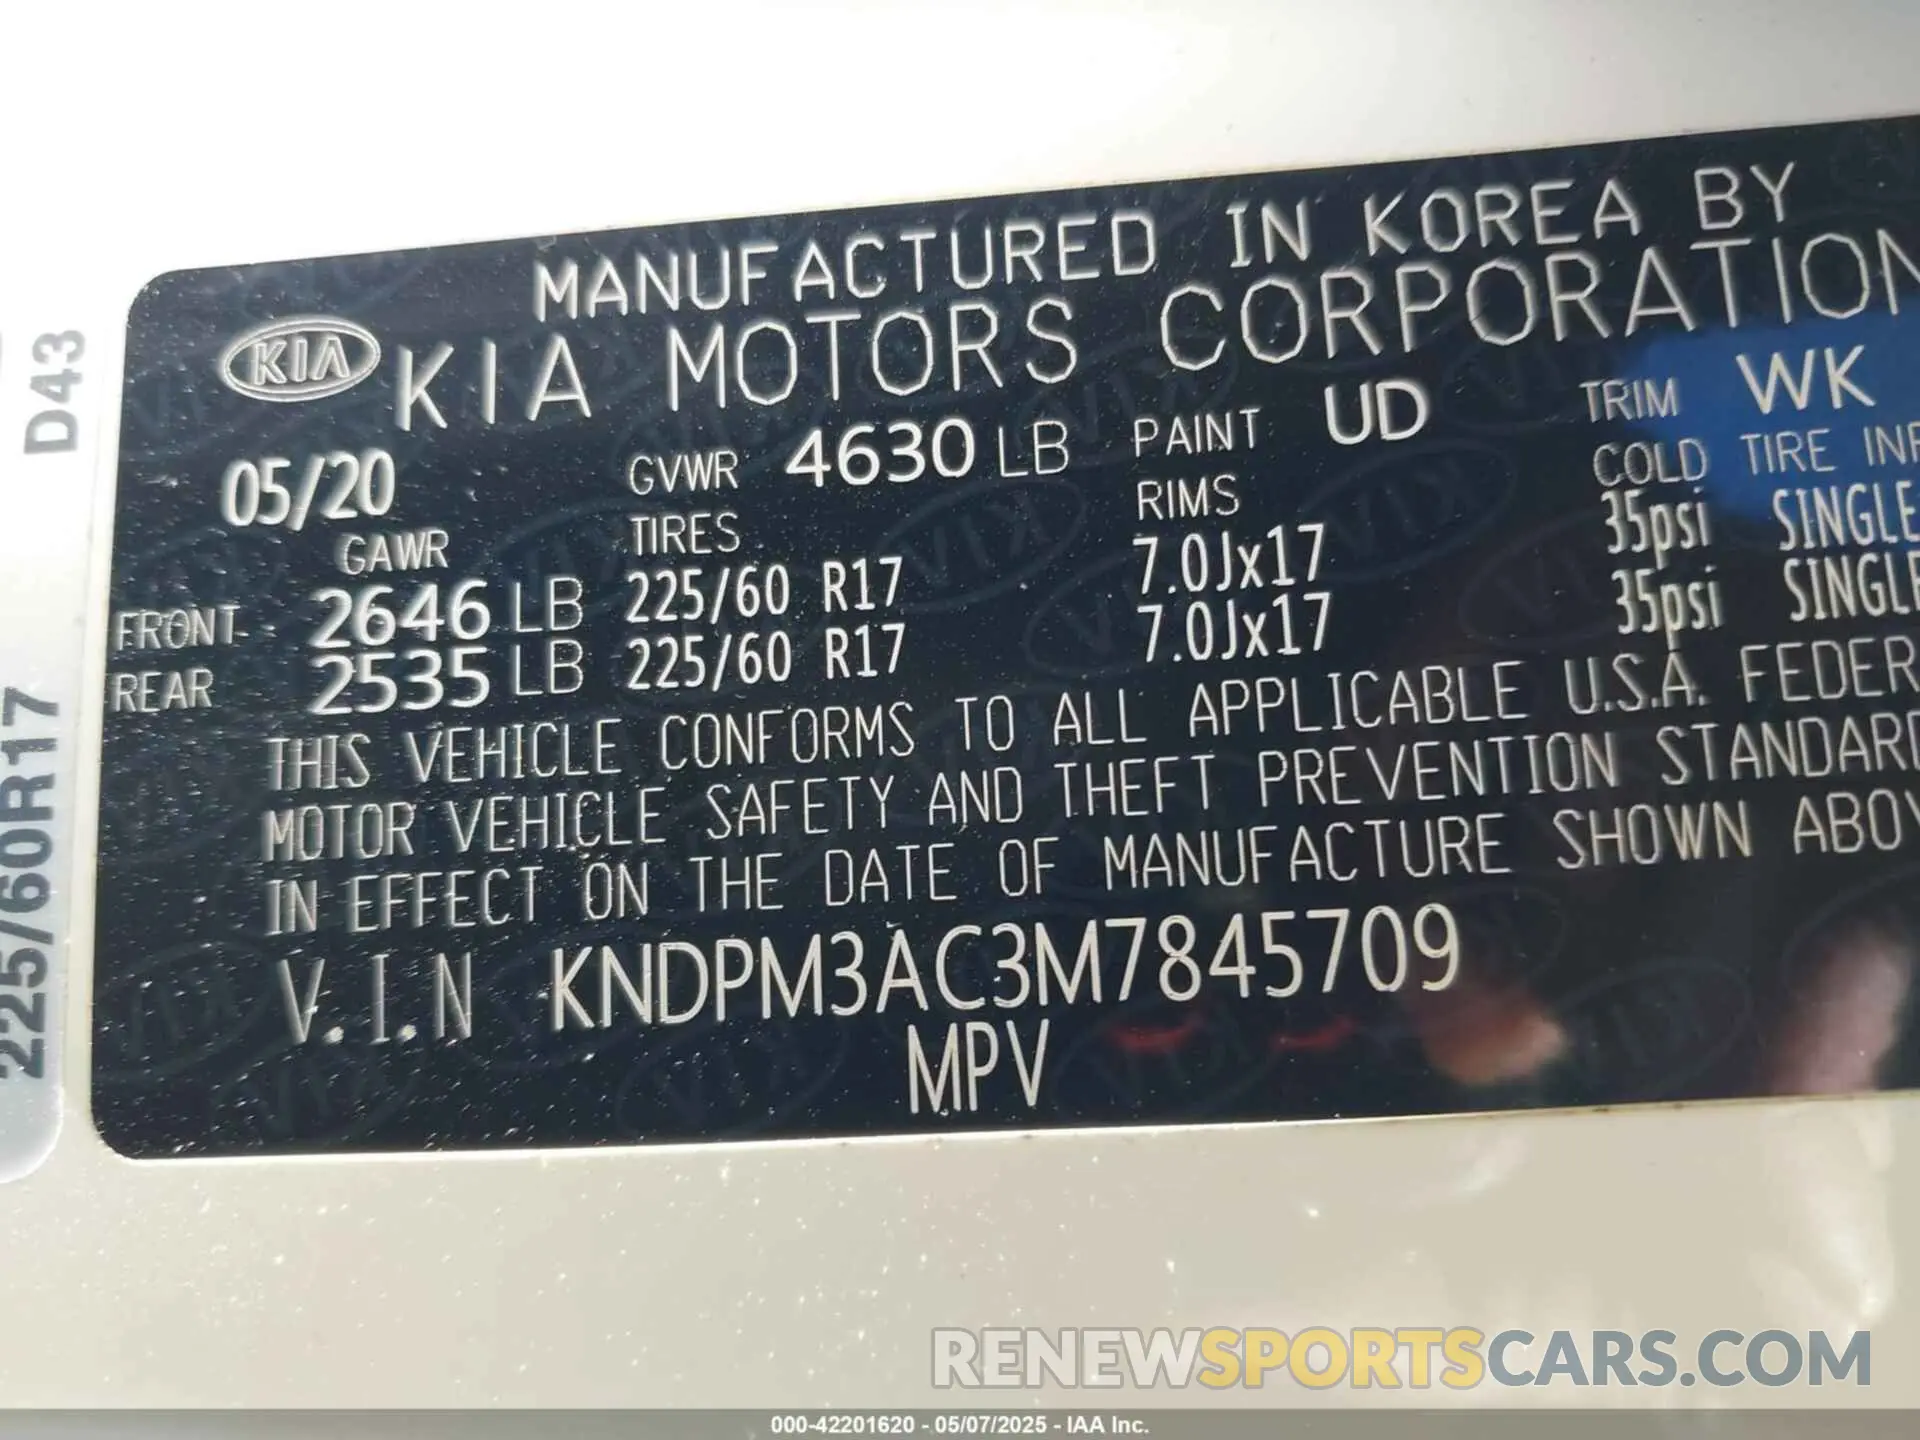 MANUFACTURED IN KOREA BY
KIA KIA MOTORS CORPORATION
05/20 GVWR 4630 LB PAINT UD TRIM WK
GAWR TIRES RIMS COLD TIRE
FRONT 2646 LB 225/60 R17 7.0Jx17 35psi SINGLE
REAR 2535 LB 225/60 R17 7.0Jx17 35psi SINGLE
THIS VEHICLE CONFORMS TO ALL APPLICABLE U.S.A. FEDER
MOTOR VEHICLE SAFETY AND THEFT PREVENTION STANDARD
IN EFFECT ON THE DATE OF MANUFACTURE SHOWN ABOV
V.I.N KNDPM3AC3M7845709
MPV
D43
225/60R17
RENEWSPORTSCARS.COM
000-42201620 - 05/07/2025 - IAA Inc.